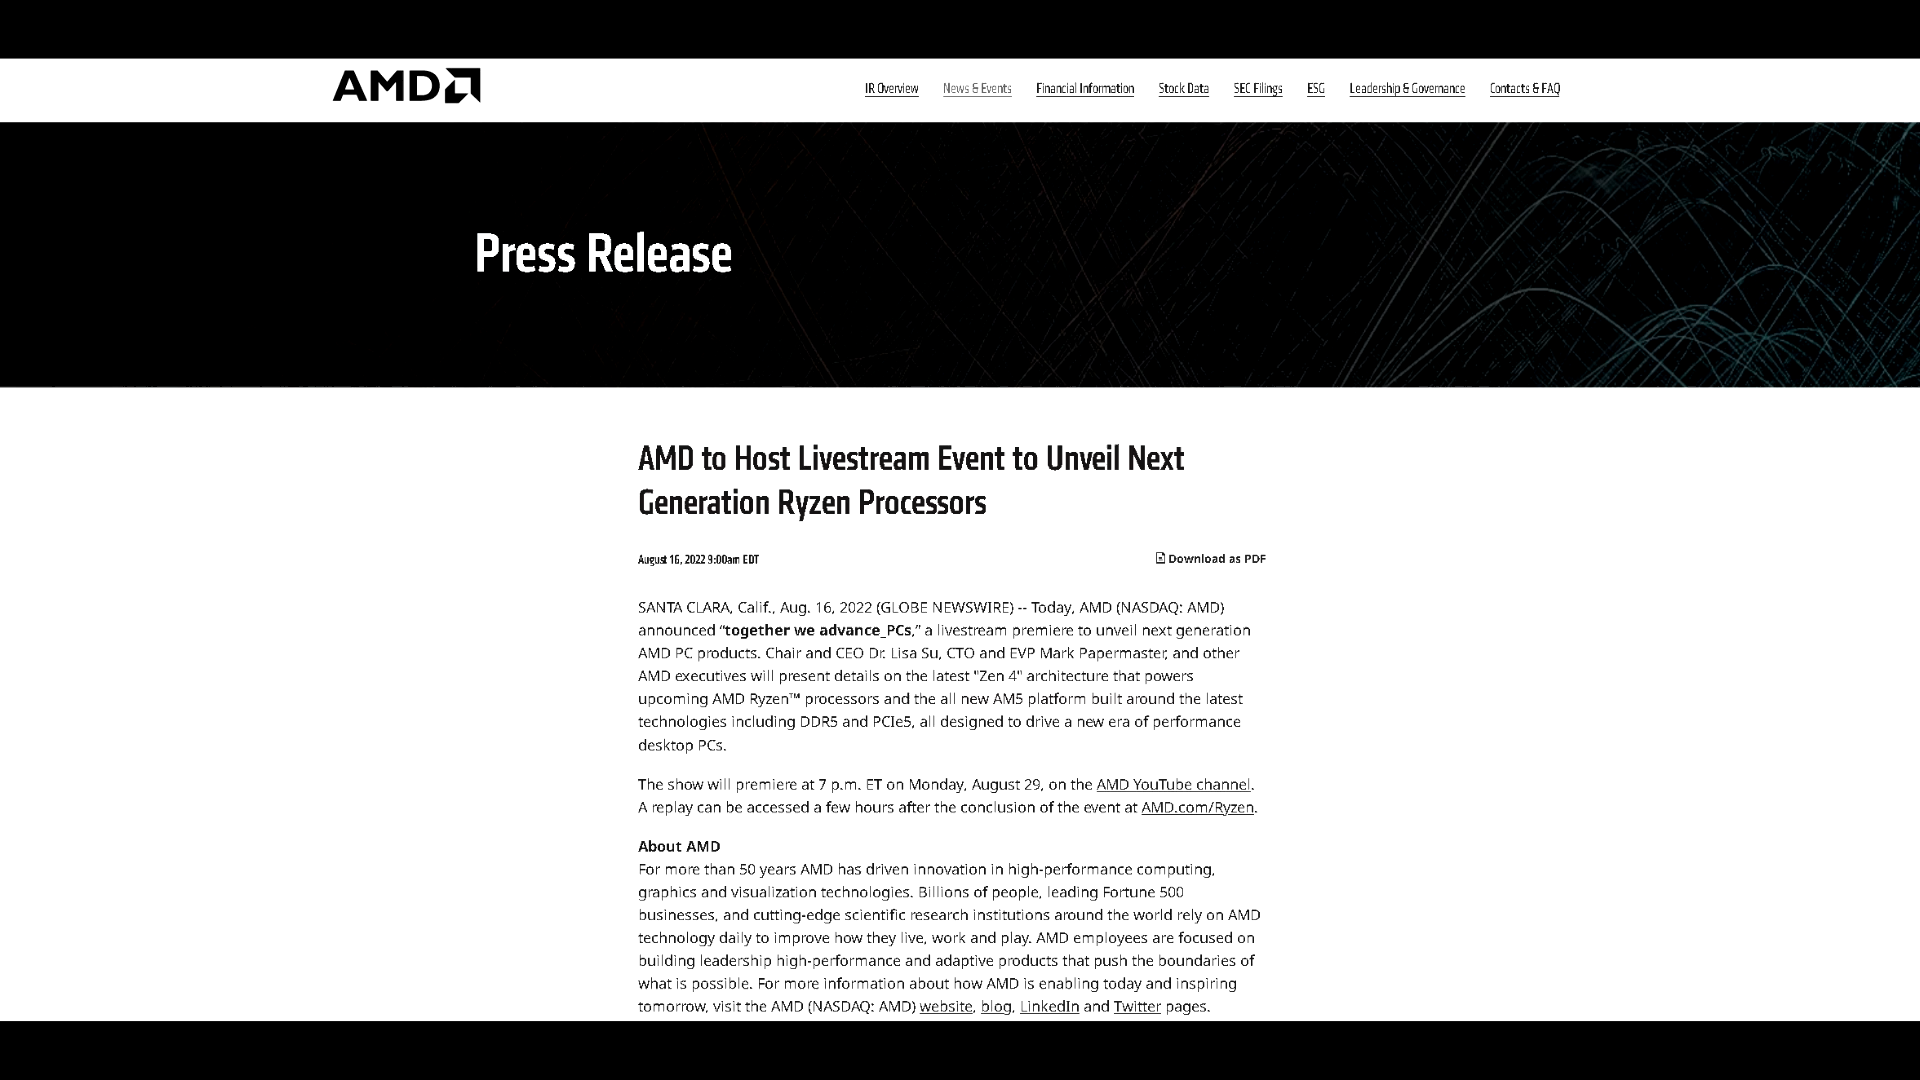 AMD
IR Overview News & Events Financial Information Stock Data SEC Filings ESG Leadership & Governance Contacts & FAQ
Press Release
AMD to Host Livestream Event to Unveil Next
Generation Ryzen Processors
August 16, 2022 9:00am EDT Download as PDF
SANTA CLARA, Calif., Aug. 16, 2022 (GLOBE NEWSWIRE) -- Today, AMD (NASDAQ: AMD)
announced “together we advance_PCs,” a livestream premiere to unveil next generation
AMD PC products. Chair and CEO Dr. Lisa Su, CTO and EVP Mark Papermaster, and other
AMD executives will present details on the latest "Zen 4" architecture that powers
upcoming AMD Ryzen™ processors and the all new AM5 platform built around the latest
technologies including DDR5 and PCIe5, all designed to drive a new era of performance
desktop PCs.
The show will premiere at 7 p.m. ET on Monday, August 29, on the AMD YouTube channel.
A replay can be accessed a few hours after the conclusion of the event at AMD.com/Ryzen.
About AMD
For more than 50 years AMD has driven innovation in high-performance computing,
graphics and visualization technologies. Billions of people, leading Fortune 500
businesses, and cutting-edge scientific research institutions around the world rely on AMD
technology daily to improve how they live, work and play. AMD employees are focused on
building leadership high-performance and adaptive products that push the boundaries of
what is possible. For more information about how AMD is enabling today and inspiring
tomorrow, visit the AMD (NASDAQ: AMD) website, blog, LinkedIn and Twitter pages.